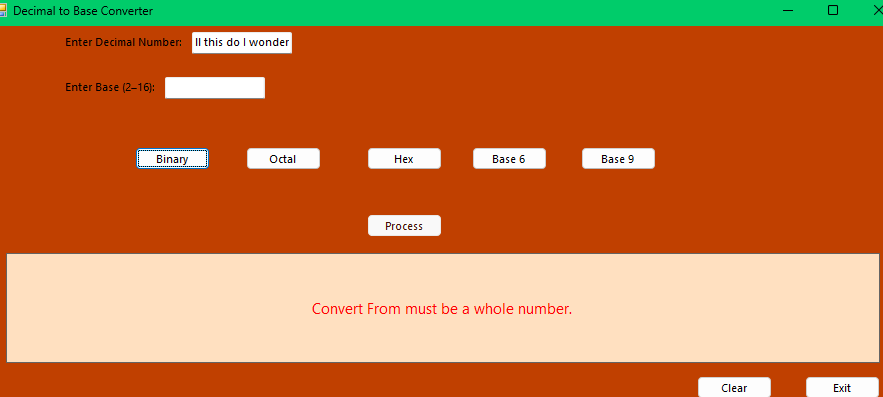 Decimal to Base Converter
Enter Decimal Number: ll this do I wonder
Enter Base (2–16):
Binary Octal Hex Base 6 Base 9
Process
Convert From must be a whole number.
Clear Exit